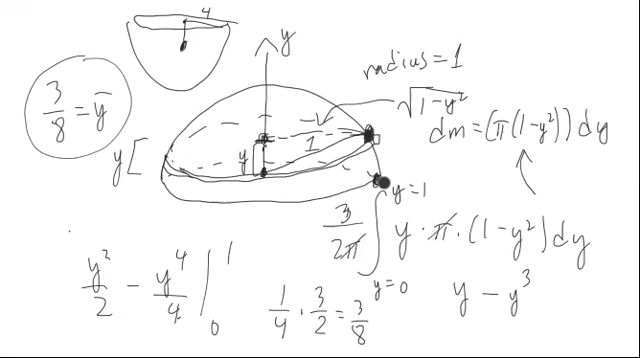 4
y
radius = 1
3/8 = ȳ
√(1-y²)
dm = (π(1-y²)) dy
y [
y
1
y = 1
3/2π ∫ y · π · (1-y²) dy
y = 0
y²/2 - y⁴/4 |₀¹
1/4 · 3/2 = 3/8
y - y³